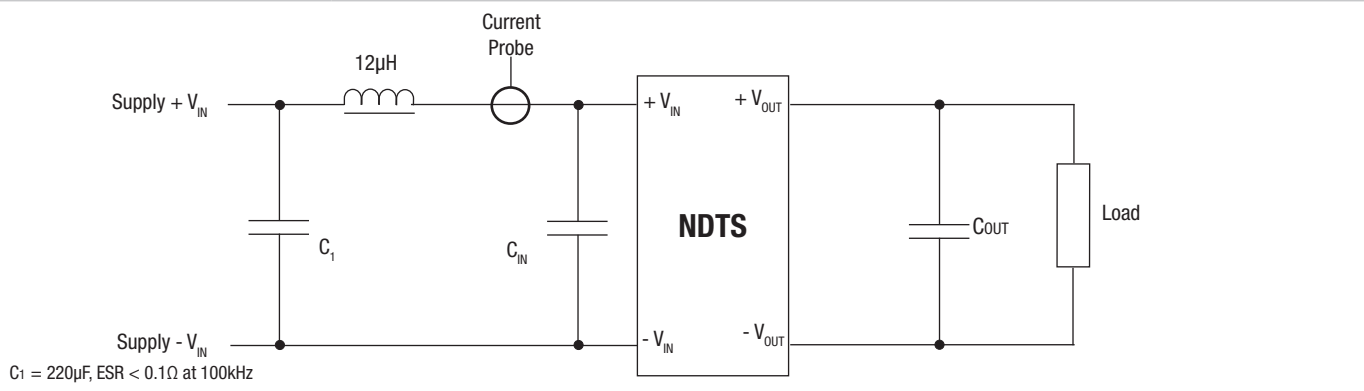 Current
Probe
12µH
Supply + V_IN
+ V_IN
+ V_OUT
C_1
C_IN
NDTS
COUT
Load
Supply - V_IN
- V_IN
- V_OUT
C1 = 220µF, ESR < 0.1Ω at 100kHz